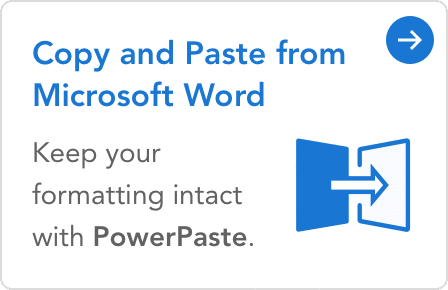 Copy and Paste from
Microsoft Word
Keep your
formatting intact
with PowerPaste.